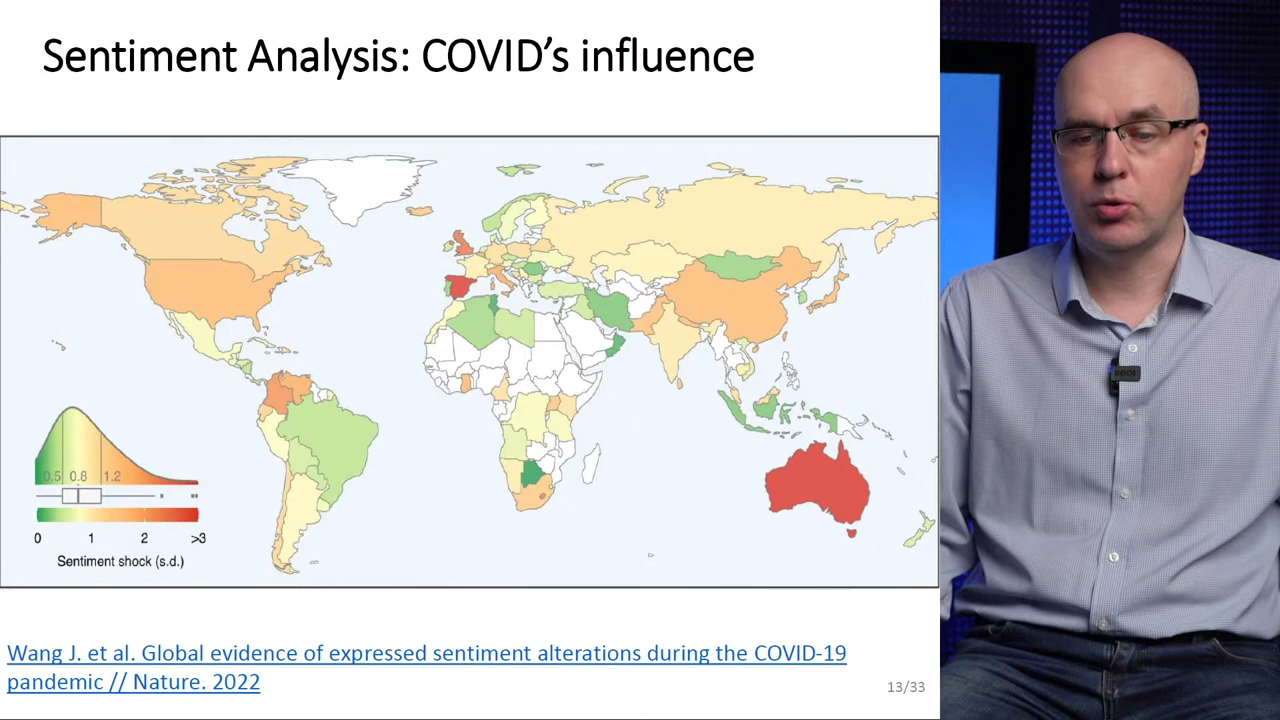 Sentiment Analysis: COVID’s influence
0.5 0.8 1.2
0 1 2 >3
Sentiment shock (s.d.)
Wang J. et al. Global evidence of expressed sentiment alterations during the COVID-19
pandemic // Nature. 2022
13/33